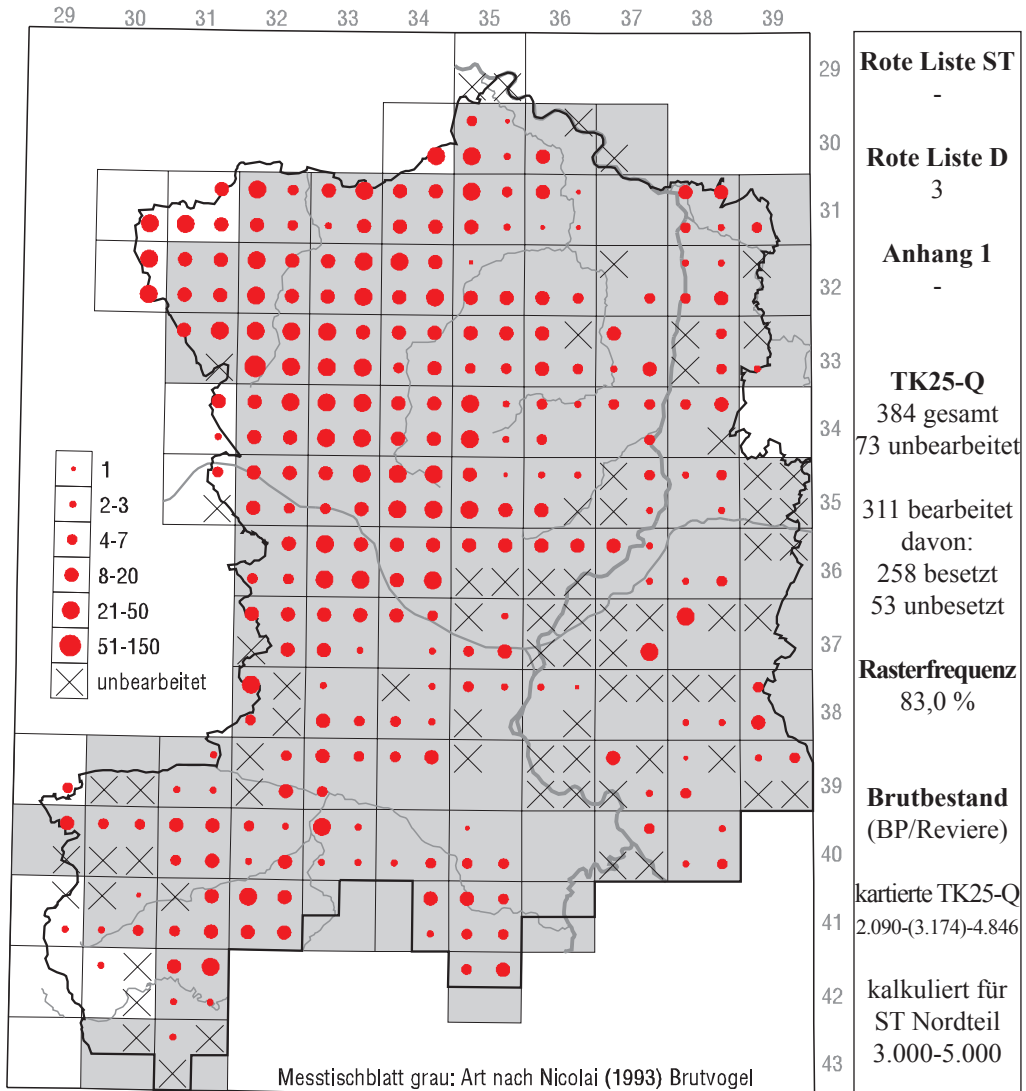 29 30 31 32 33 34 35 36 37 38 39
29
30
31
32
33
34
35
36
37
38
39
40
41
42
43
1
2-3
4-7
8-20
21-50
51-150
unbearbeitet
Messtischblatt grau: Art nach Nicolai (1993) Brutvogel
Rote Liste ST
-
Rote Liste D
3
Anhang 1
-
TK25-Q
384 gesamt
73 unbearbeitet
311 bearbeitet
davon:
258 besetzt
53 unbesetzt
Rasterfrequenz
83,0 %
Brutbestand
(BP/Reviere)
kartierte TK25-Q
2.090-(3.174)-4.846
kalkuliert für
ST Nordteil
3.000-5.000